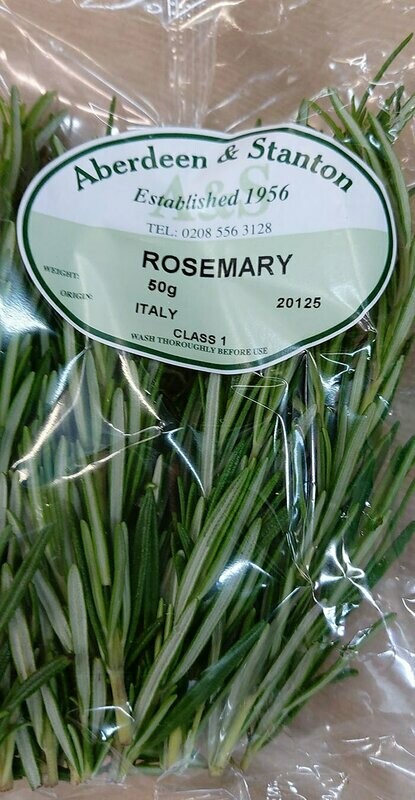 Aberdeen & Stanton
A&S
Established 1956
TEL: 0208 556 3128
ROSEMARY
WEIGHT: 50g
ORIGIN: ITALY 20125
CLASS 1
WASH THOROUGHLY BEFORE USE